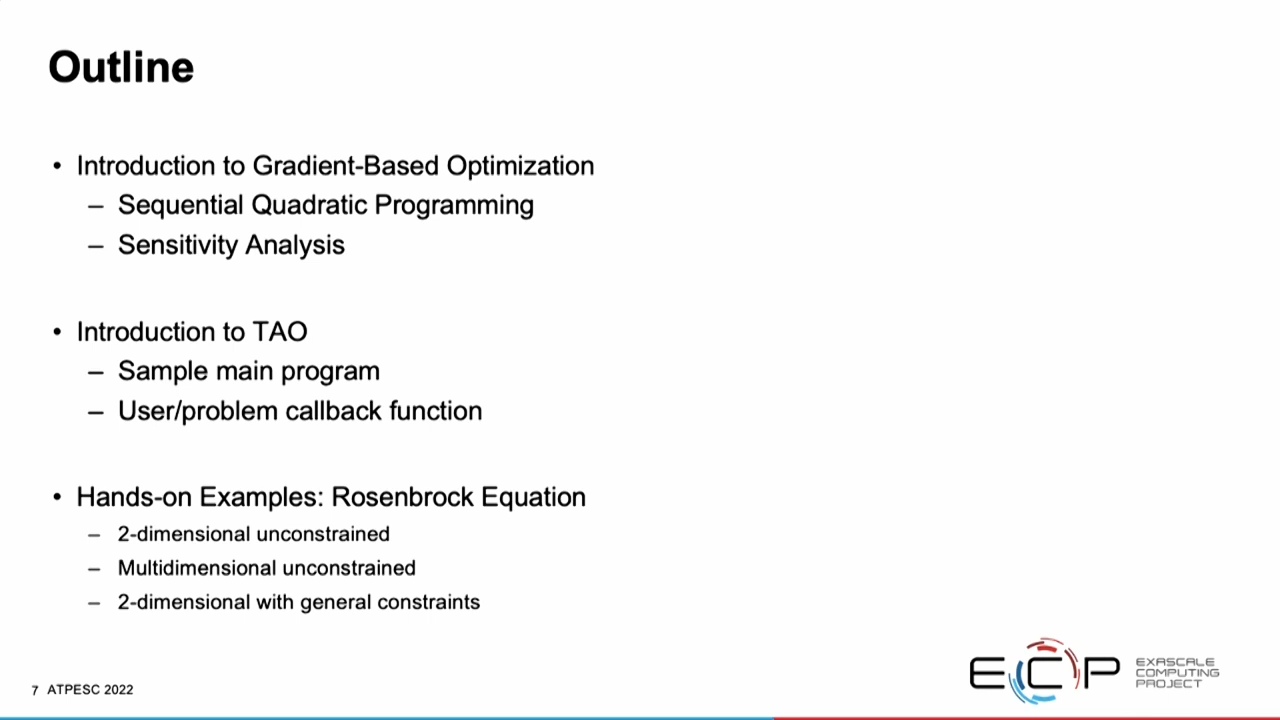 Outline
• Introduction to Gradient-Based Optimization
– Sequential Quadratic Programming
– Sensitivity Analysis
• Introduction to TAO
– Sample main program
– User/problem callback function
• Hands-on Examples: Rosenbrock Equation
– 2-dimensional unconstrained
– Multidimensional unconstrained
– 2-dimensional with general constraints
7 ATPESC 2022
ECP
EXASCALE
COMPUTING
PROJECT